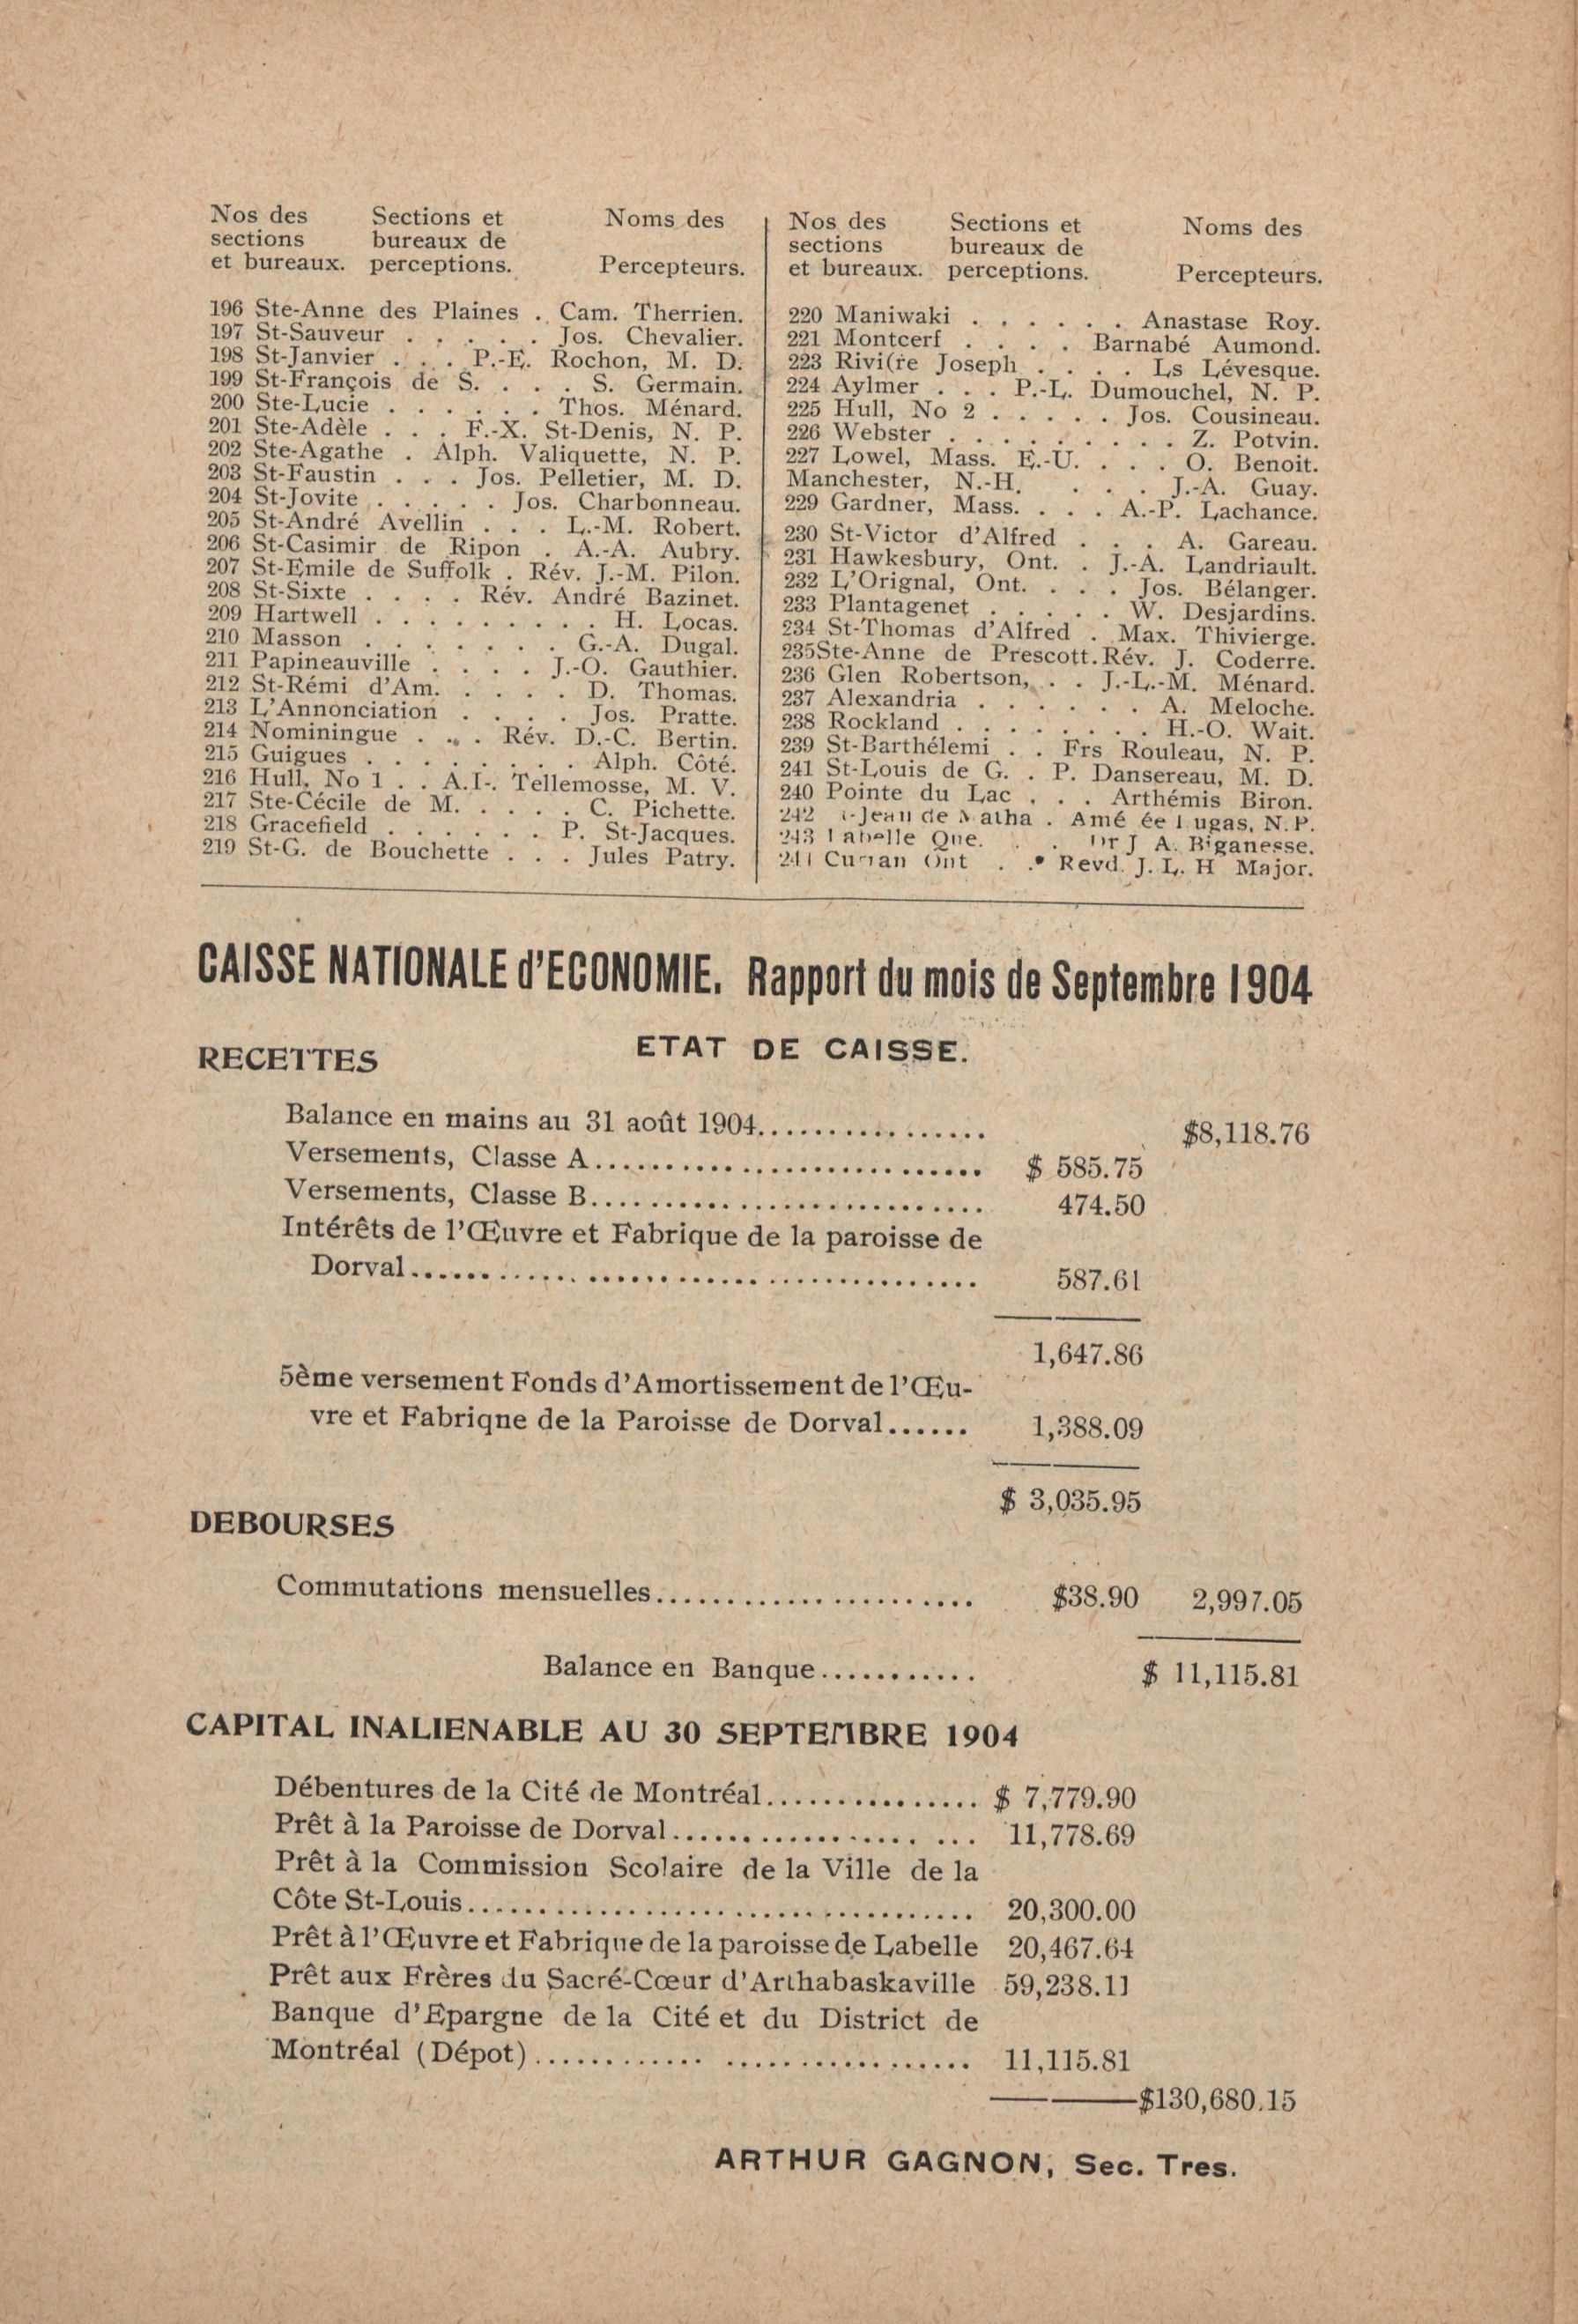 Nos des Sections et Noms des
sections bureaux de
et bureaux. perceptions. Percepteurs.
196 Ste-Anne des Plaines . Cam. Therrien.
197 St-Sauveur . . . . . Jos. Chevalier.
198 St-Janvier . . . P.-E. Rochon, M. D.
199 St-François de S. . . . S. Germain.
200 Ste-Lucie . . . . . . Thos. Ménard.
201 Ste-Adèle . . . F.-X. St-Denis, N. P.
202 Ste-Agathe . Alph. Valiquette, N. P.
203 St-Faustin . . . Jos. Pelletier, M. D.
204 St-Jovite . . . . . Jos. Charbonneau.
205 St-André Avellin . . . L.-M. Robert.
206 St-Casimir de Ripon . A.-A. Aubry.
207 St-Emile de Suffolk . Rév. J.-M. Pilon.
208 St-Sixte . . . . Rév. André Bazinet.
209 Hartwell . . . . . . . . . H. Locas.
210 Masson . . . . . . . . G.-A. Dugal.
211 Papineauville . . . . J.-O. Gauthier.
212 St-Rémi d'Am. . . . . D. Thomas.
213 L'Annonciation . . . . Jos. Pratte.
214 Nominingue . . . Rév. D.-C. Bertin.
215 Guigues . . . . . . . . Alph. Côté.
216 Hull, No 1 . . A.I-. Tellemosse, M. V.
217 Ste-Cécile de M. . . . . C. Pichette.
218 Gracefield . . . . . . . P. St-Jacques.
219 St-G. de Bouchette . . . Jules Patry.
Nos des Sections et Noms des
sections bureaux de
et bureaux. perceptions. Percepteurs.
220 Maniwaki . . . . . . Anastase Roy.
221 Montcerf . . . . Barnabé Aumond.
223 Rivi(re Joseph . . . . Ls Lévesque.
224 Aylmer . . . P.-L. Dumouchel, N. P.
225 Hull, No 2 . . . . . Jos. Cousineau.
226 Webster . . . . . . . . . Z. Potvin.
227 Lowel, Mass. E.-U. . . . O. Benoit.
Manchester, N.-H. . . . J.-A. Guay.
229 Gardner, Mass. . . . A.-P. Lachance.
230 St-Victor d'Alfred . . . A. Gareau.
231 Hawkesbury, Ont. . J.-A. Landriault.
232 L'Orignal, Ont. . . . Jos. Bélanger.
233 Plantagenet . . . . . W. Desjardins.
234 St-Thomas d'Alfred . Max. Thivierge.
235Ste-Anne de Prescott.Rév. J. Coderre.
236 Glen Robertson, . . J.-L.-M. Ménard.
237 Alexandria . . . . . . A. Meloche.
238 Rockland . . . . . . . H.-O. Wait.
239 St-Barthélemi . . Frs Rouleau, N. P.
241 St-Louis de G. . P. Dansereau, M. D.
240 Pointe du Lac . . . Arthémis Biron.
242 Jean de Matha . N. P.
243 Labelle Que. . . Dr J A. Biganesse.
Curran Ont . . Revd. J. L. H Major.
CAISSE NATIONALE d'ECONOMIE. Rapport du mois de Septembre 1904
ETAT DE CAISSE.
RECETTES
Balance en mains au 31 août 1904................ $8,118.76
Versements, Classe A............................ $ 585.75
Versements, Classe B............................ 474.50
Intérêts de l'Œuvre et Fabrique de la paroisse de
Dorval........................................ 587.61
1,647.86
5ème versement Fonds d'Amortissement de l'Œu-
vre et Fabriqne de la Paroisse de Dorval...... 1,388.09
$ 3,035.95
DEBOURSES
Commutations mensuelles....................... $38.90 2,997.05
Balance en Banque........... $ 11,115.81
CAPITAL INALIENABLE AU 30 SEPTEMBRE 1904
Débentures de la Cité de Montréal............... $ 7,779.90
Prêt à la Paroisse de Dorval................. ... 11,778.69
Prêt à la Commission Scolaire de la Ville de la
Côte St-Louis.................................... 20,300.00
Prêt à l'Œuvre et Fabrique de la paroisse de Labelle 20,467.64
Prêt aux Frères du Sacré-Cœur d'Arthabaskaville 59,238.11
Banque d'Epargne de la Cité et du District de
Montréal (Dépot)............ ................. 11,115.81
$130,680.15
ARTHUR GAGNON, Sec. Tres.